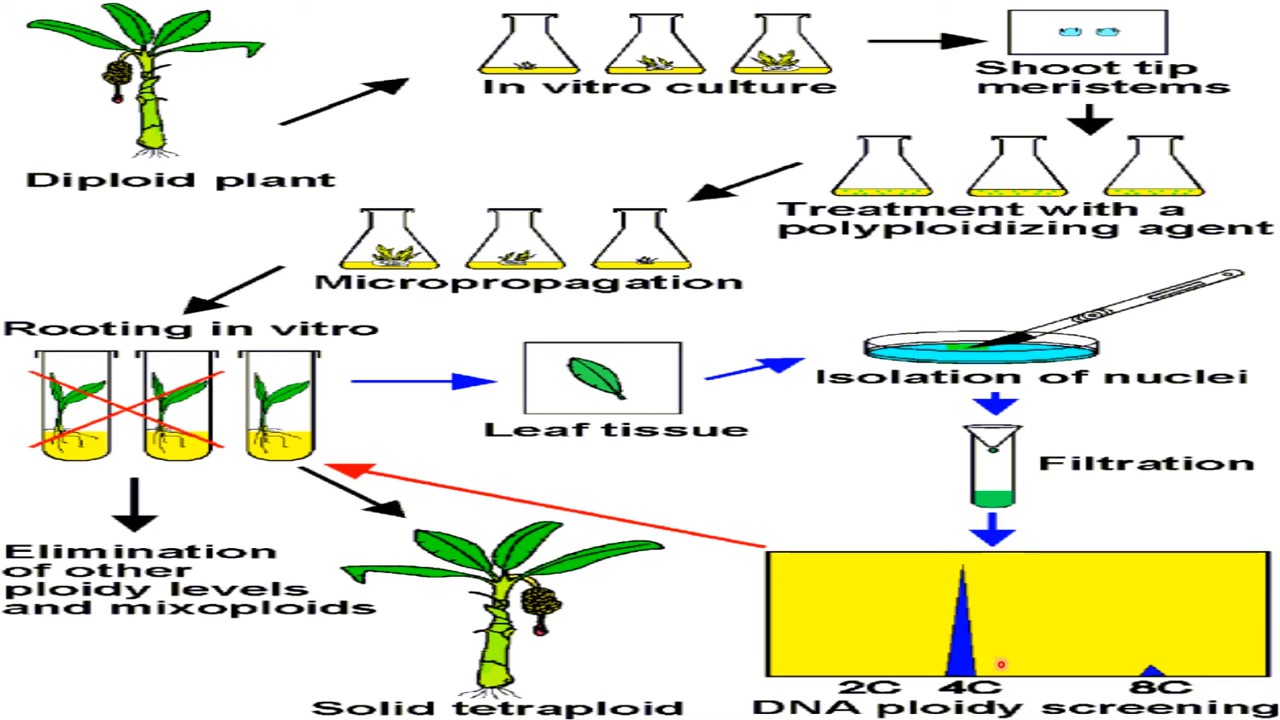 In vitro culture
Shoot tip
meristems
Diploid plant
Treatment with a
polyploidizing agent
Micropropagation
Rooting in vitro
Isolation of nuclei
Leaf tissue
Filtration
Elimination
of other
ploidy levels
and mixoploids
Solid tetraploid
2C 4C 8C
DNA ploidy screening